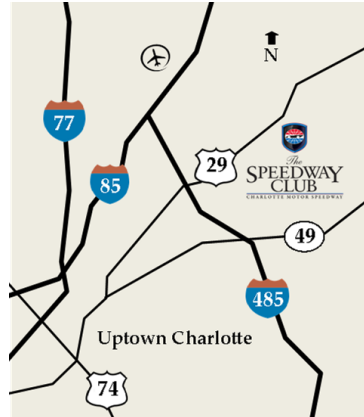 N
77
29
85
The
SPEEDWAY
CLUB
CHARLOTTE MOTOR SPEEDWAY
49
485
Uptown Charlotte
74